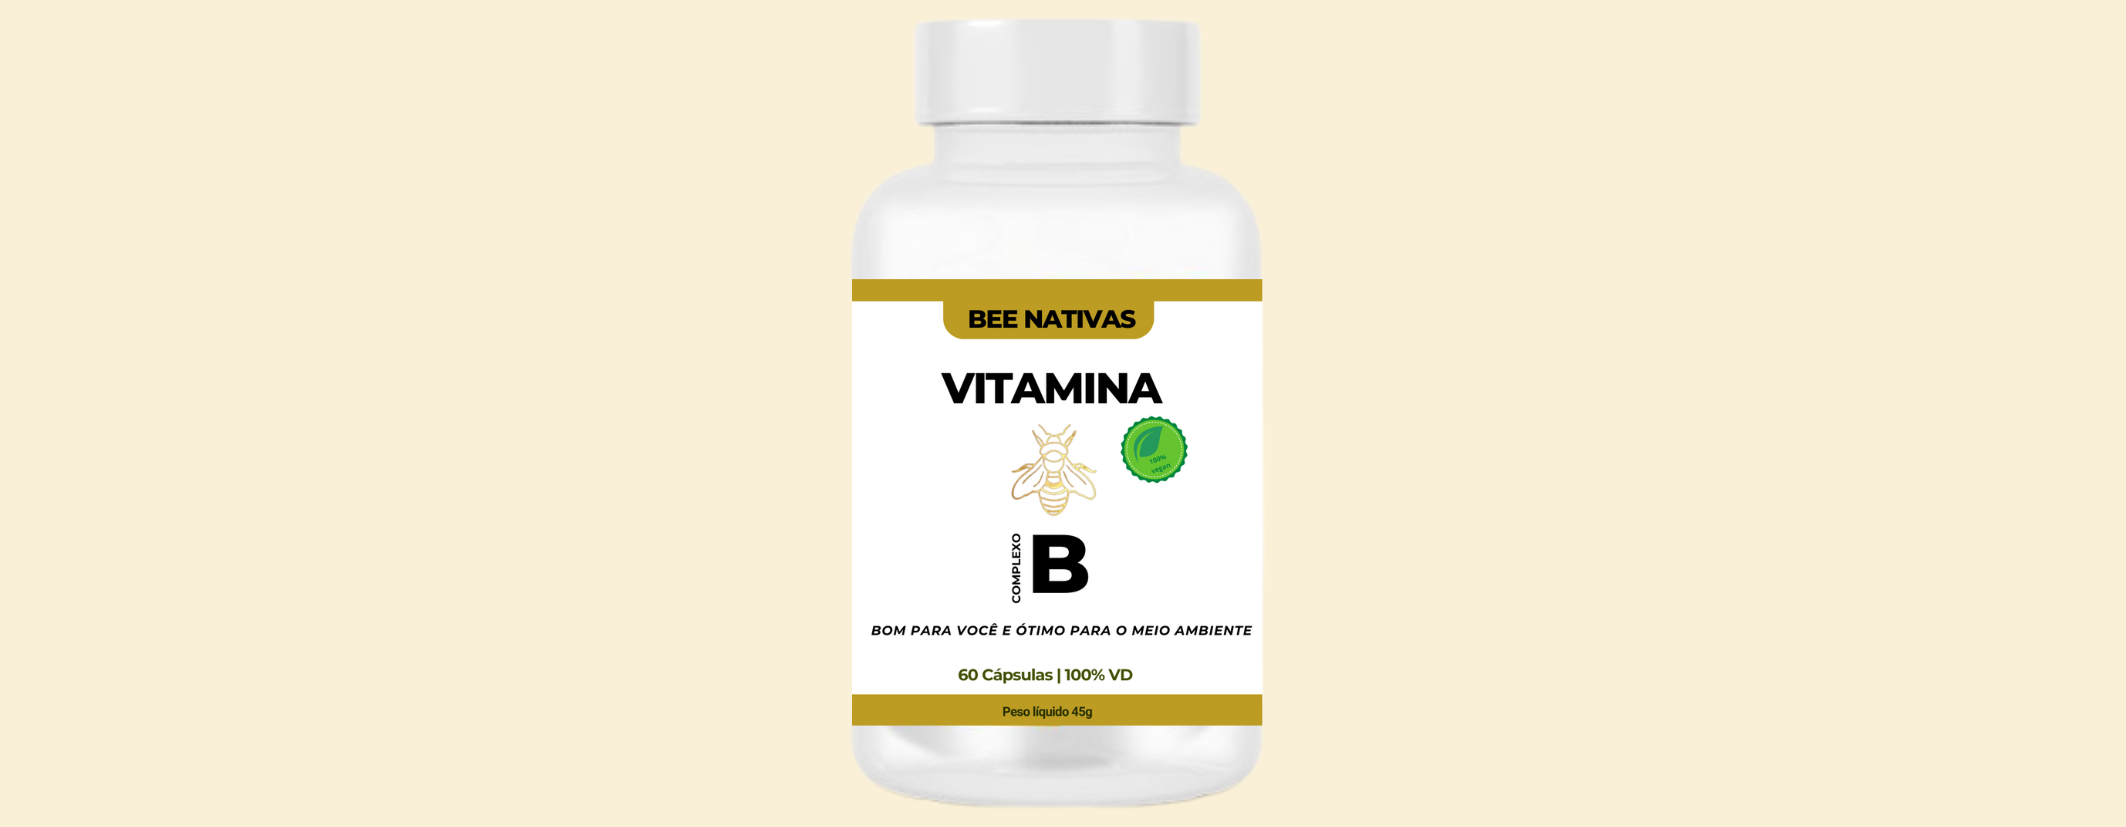 BEE NATIVAS
VITAMINA
100%
vegan
COMPLEXO
B
BOM PARA VOCÊ E ÓTIMO PARA O MEIO AMBIENTE
60 Cápsulas | 100% VD
Peso líquido 45g